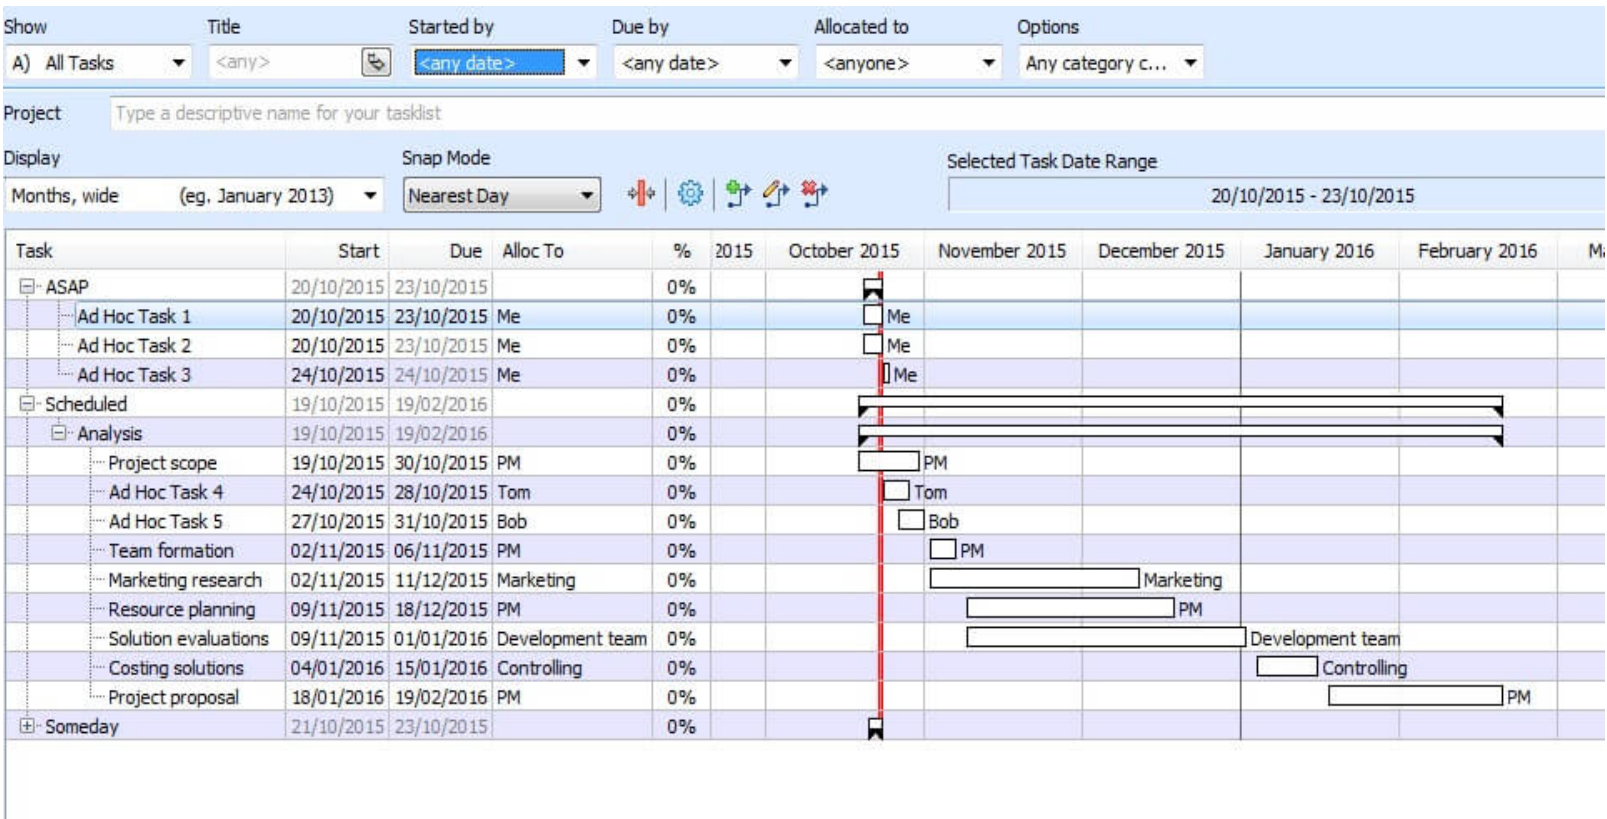 Show Title Started by Due by Allocated to Options
A) All Tasks <any> <any date> <any date> <anyone> Any category c...
Project Type a descriptive name for your tasklist
Display Snap Mode Selected Task Date Range
Months, wide (eg. January 2013) Nearest Day 20/10/2015 - 23/10/2015
Task Start Due Alloc To % 2015 October 2015 November 2015 December 2015 January 2016 February 2016 Ma
ASAP 20/10/2015 23/10/2015 0%
Ad Hoc Task 1 20/10/2015 23/10/2015 Me 0% Me
Ad Hoc Task 2 20/10/2015 23/10/2015 Me 0% Me
Ad Hoc Task 3 24/10/2015 24/10/2015 Me 0% Me
Scheduled 19/10/2015 19/02/2016 0%
Analysis 19/10/2015 19/02/2016 0%
Project scope 19/10/2015 30/10/2015 PM 0% PM
Ad Hoc Task 4 24/10/2015 28/10/2015 Tom 0% Tom
Ad Hoc Task 5 27/10/2015 31/10/2015 Bob 0% Bob
Team formation 02/11/2015 06/11/2015 PM 0% PM
Marketing research 02/11/2015 11/12/2015 Marketing 0% Marketing
Resource planning 09/11/2015 18/12/2015 PM 0% PM
Solution evaluations 09/11/2015 01/01/2016 Development team 0% Development team
Costing solutions 04/01/2016 15/01/2016 Controlling 0% Controlling
Project proposal 18/01/2016 19/02/2016 PM 0% PM
Someday 21/10/2015 23/10/2015 0%